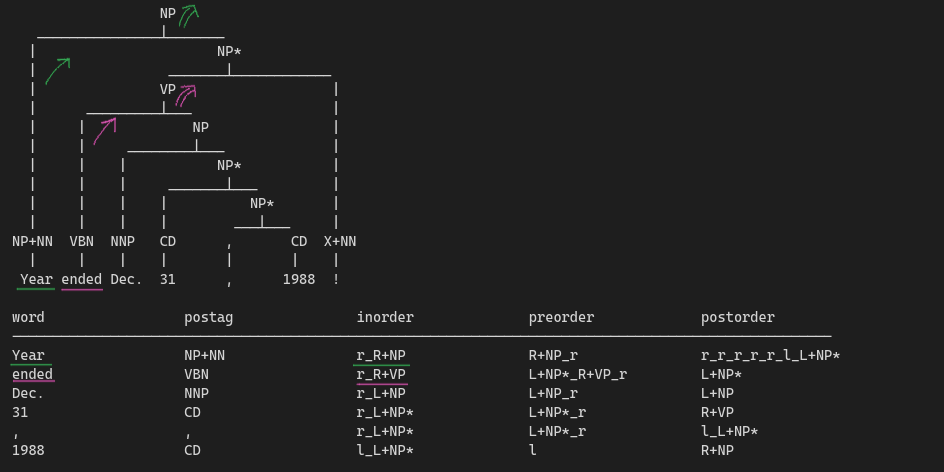 NP
NP*
VP
NP
NP*
NP*
NP+NN VBN NNP CD , CD X+NN
Year ended Dec. 31 , 1988 !
word postag inorder preorder postorder
Year NP+NN r_R+NP R+NP_r r_r_r_r_r_l_L+NP*
ended VBN r_R+VP L+NP*_R+VP_r L+NP*
Dec. NNP r_L+NP L+NP_r L+NP
31 CD r_L+NP* L+NP*_r R+VP
, , r_L+NP* L+NP*_r l_L+NP*
1988 CD l_L+NP* l R+NP